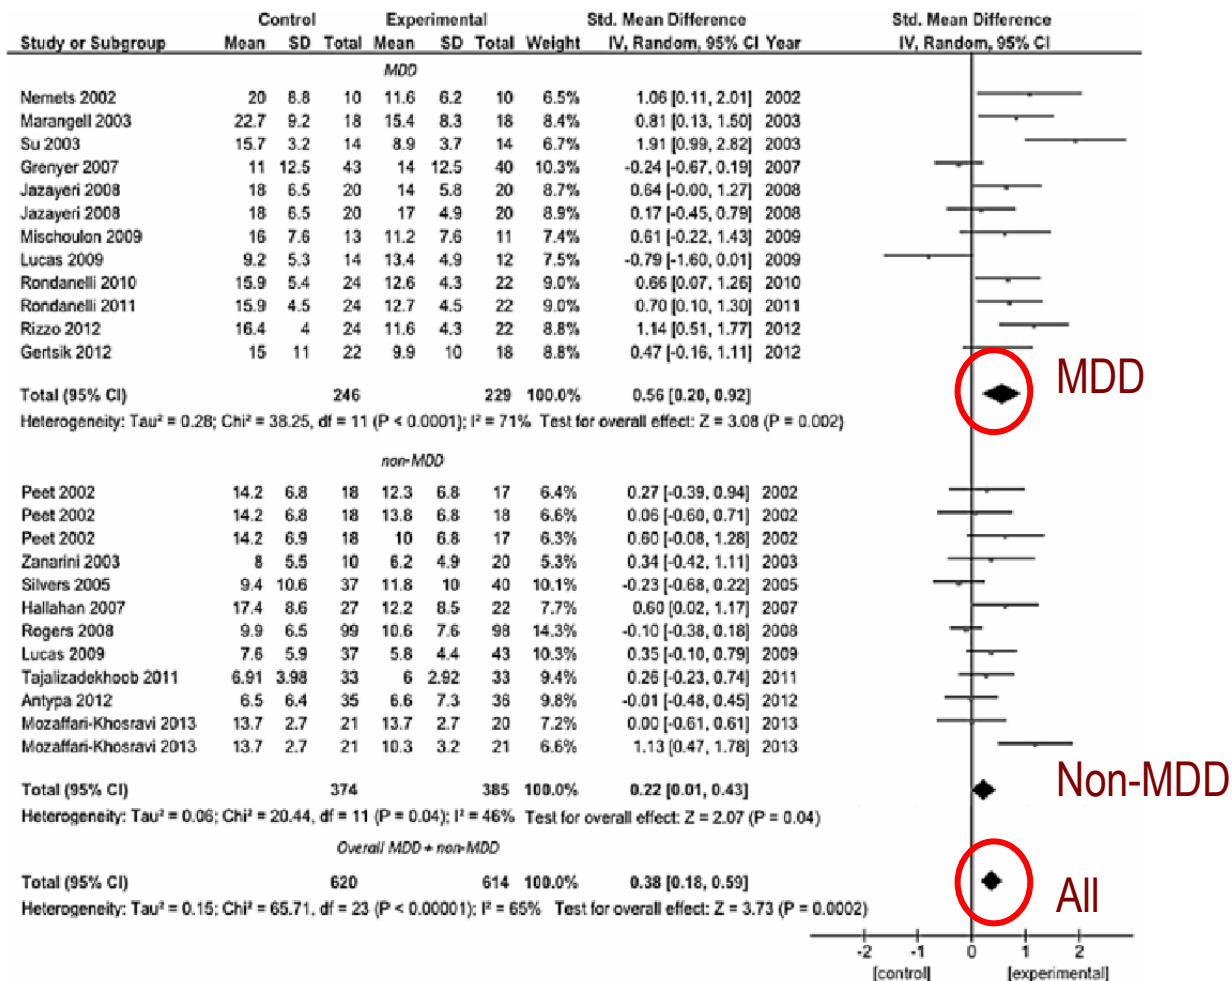 Control Experimental Std. Mean Difference Std. Mean Difference
Study or Subgroup Mean SD Total Mean SD Total Weight IV, Random, 95% CI Year IV, Random, 95% CI
MDD
Nemets 2002 20 8.8 10 11.6 6.2 10 6.5% 1.06 [0.11, 2.01] 2002
Marangell 2003 22.7 9.2 18 15.4 8.3 18 8.4% 0.81 [0.13, 1.50] 2003
Su 2003 15.7 3.2 14 8.9 3.7 14 6.7% 1.91 [0.99, 2.82] 2003
Grenyer 2007 11 12.5 43 14 12.5 40 10.3% -0.24 [-0.67, 0.19] 2007
Jazayeri 2008 18 6.5 20 14 5.8 20 8.7% 0.64 [-0.00, 1.27] 2008
Jazayeri 2008 18 6.5 20 17 4.9 20 8.9% 0.17 [-0.45, 0.79] 2008
Mischoulon 2009 16 7.6 13 11.2 7.6 11 7.4% 0.61 [-0.22, 1.43] 2009
Lucas 2009 9.2 5.3 14 13.4 4.9 12 7.5% -0.79 [-1.60, 0.01] 2009
Rondanelli 2010 15.9 5.4 24 12.6 4.3 22 9.0% 0.66 [0.07, 1.26] 2010
Rondanelli 2011 15.9 4.5 24 12.7 4.5 22 9.0% 0.70 [0.10, 1.30] 2011
Rizzo 2012 16.4 4 24 11.6 4.3 22 8.8% 1.14 [0.51, 1.77] 2012
Gertsik 2012 15 11 22 9.9 10 18 8.8% 0.47 [-0.16, 1.11] 2012
MDD
Total (95% CI) 246 229 100.0% 0.56 [0.20, 0.92]
Heterogeneity: Tau² = 0.28; Chi² = 38.25, df = 11 (P < 0.0001); I² = 71% Test for overall effect: Z = 3.08 (P = 0.002)
non-MDD
Peet 2002 14.2 6.8 18 12.3 6.8 17 6.4% 0.27 [-0.39, 0.94] 2002
Peet 2002 14.2 6.8 18 13.8 6.8 18 6.6% 0.06 [-0.60, 0.71] 2002
Peet 2002 14.2 6.9 18 10 6.8 17 6.3% 0.60 [-0.08, 1.28] 2002
Zanarini 2003 8 5.5 10 6.2 4.9 20 5.3% 0.34 [-0.42, 1.11] 2003
Silvers 2005 9.4 10.6 37 11.8 10 40 10.1% -0.23 [-0.68, 0.22] 2005
Hallahan 2007 17.4 8.6 27 12.2 8.5 22 7.7% 0.60 [0.02, 1.17] 2007
Rogers 2008 9.9 6.5 99 10.6 7.6 98 14.3% -0.10 [-0.38, 0.18] 2008
Lucas 2009 7.6 5.9 37 5.8 4.4 43 10.3% 0.35 [-0.10, 0.79] 2009
Tajalizadekhoob 2011 6.91 3.98 33 6 2.92 33 9.4% 0.26 [-0.23, 0.74] 2011
Antypa 2012 6.5 6.4 35 6.6 7.3 36 9.8% -0.01 [-0.48, 0.45] 2012
Mozaffari-Khosravi 2013 13.7 2.7 21 13.7 2.7 20 7.2% 0.00 [-0.61, 0.61] 2013
Mozaffari-Khosravi 2013 13.7 2.7 21 10.3 3.2 21 6.6% 1.13 [0.47, 1.78] 2013
Non-MDD
Total (95% CI) 374 385 100.0% 0.22 [0.01, 0.43]
Heterogeneity: Tau² = 0.06; Chi² = 20.44, df = 11 (P = 0.04); I² = 46% Test for overall effect: Z = 2.07 (P = 0.04)
Overall MDD + non-MDD
Total (95% CI) 620 614 100.0% 0.38 [0.18, 0.59]
All
Heterogeneity: Tau² = 0.15; Chi² = 65.71, df = 23 (P < 0.00001); I² = 65% Test for overall effect: Z = 3.73 (P = 0.0002)
-2 -1 0 1 2
[control] [experimental]